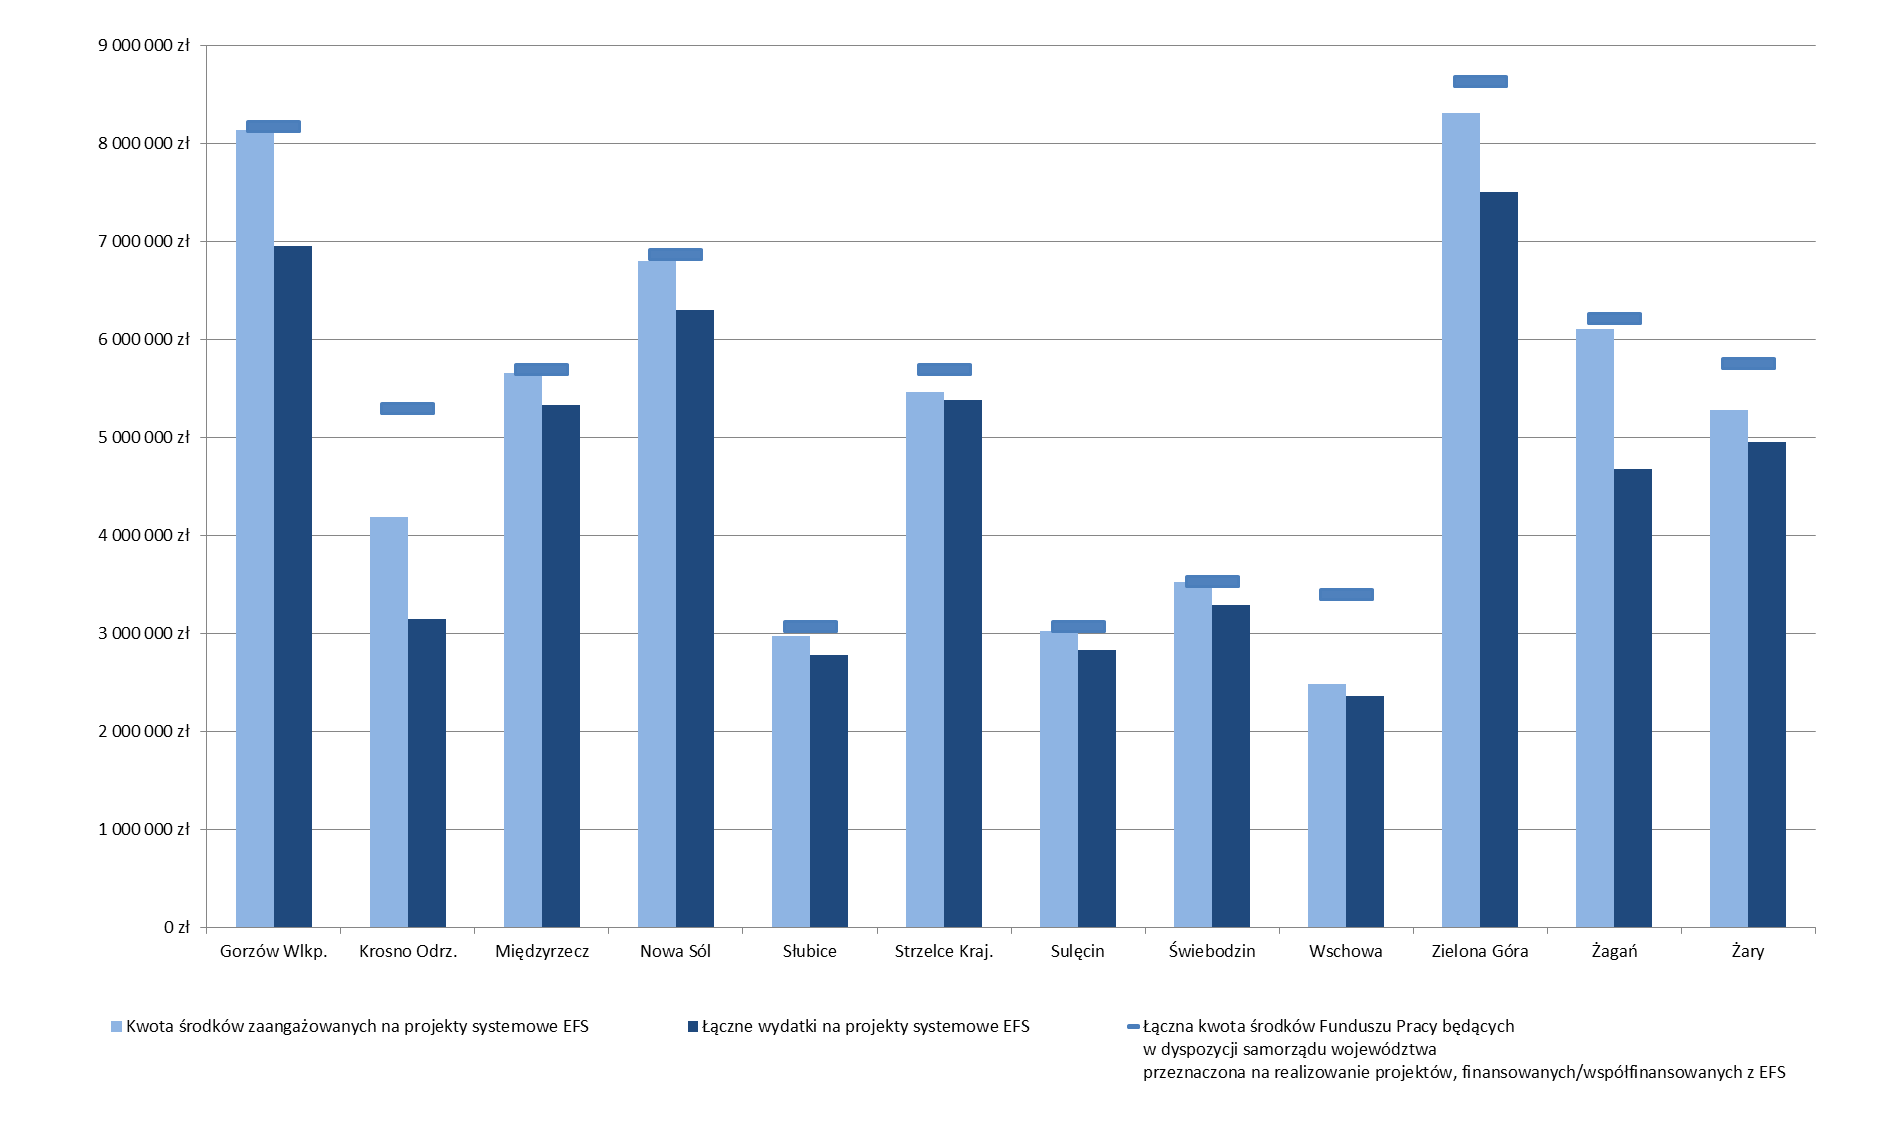 9 000 000 zł
8 000 000 zł
7 000 000 zł
6 000 000 zł
5 000 000 zł
4 000 000 zł
3 000 000 zł
2 000 000 zł
1 000 000 zł
0 zł
Gorzów Wlkp. Krosno Odrz. Międzyrzecz Nowa Sól Słubice Strzelce Kraj. Sulęcin Świebodzin Wschowa Zielona Góra Żagań Żary
Kwota środków zaangażowanych na projekty systemowe EFS
Łączne wydatki na projekty systemowe EFS
Łączna kwota środków Funduszu Pracy będących
w dyspozycji samorządu województwa
przeznaczona na realizowanie projektów, finansowanych/współfinansowanych z EFS